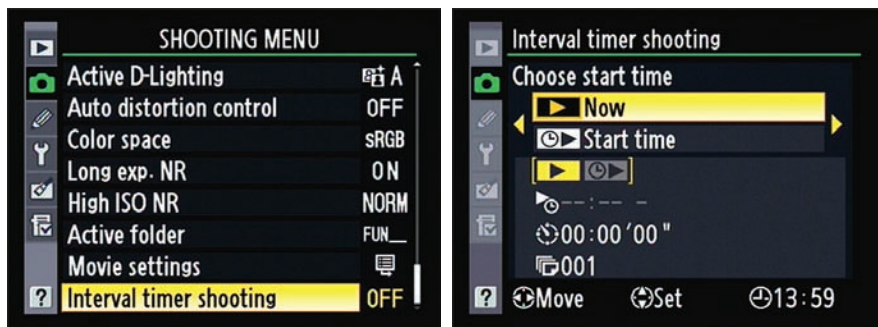 SHOOTING MENU
Active D-Lighting A
Auto distortion control OFF
Color space sRGB
Long exp. NR ON
High ISO NR NORM
Active folder FUN__
Movie settings
Interval timer shooting OFF
?
Interval timer shooting
Choose start time
Now
Start time
--:-- -
00:00'00"
001
? Move Set 13:59